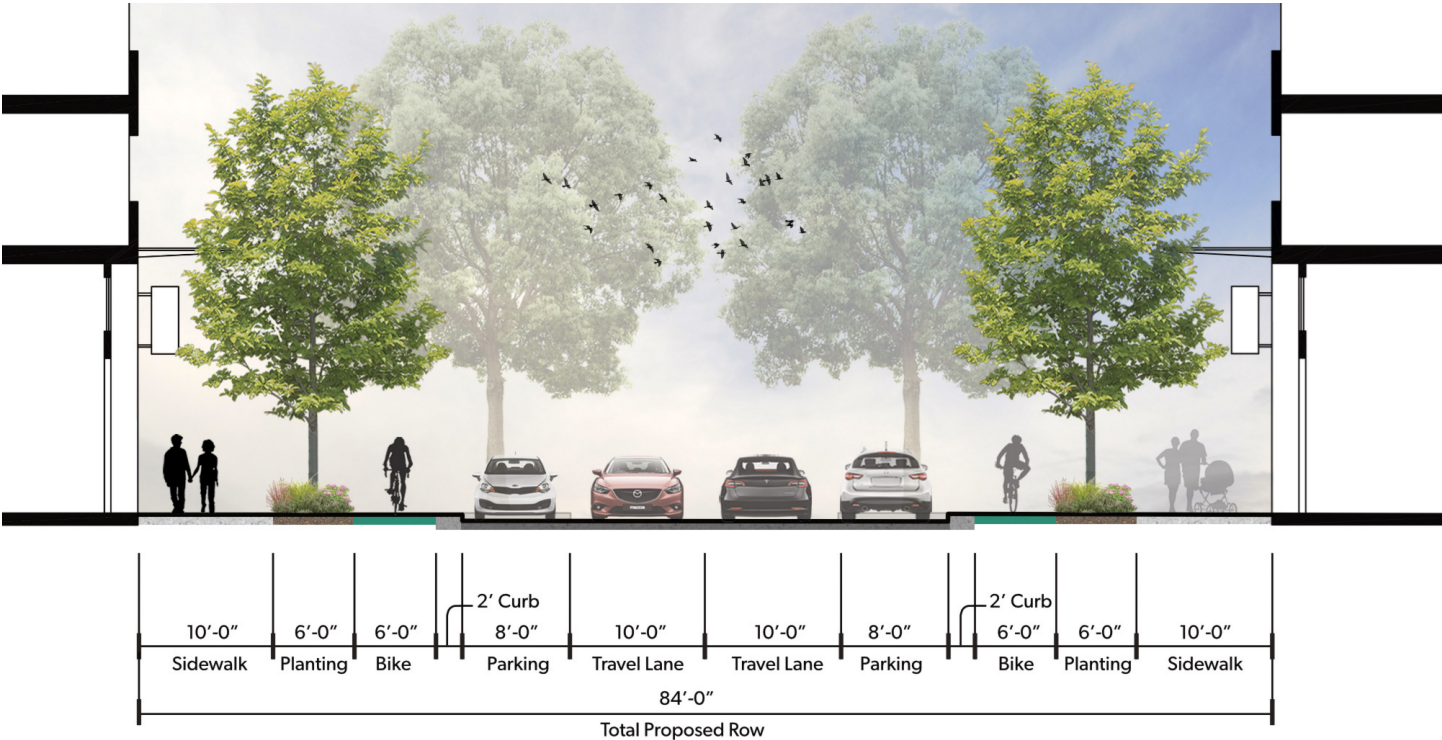 2’ Curb 2’ Curb
10’-0” 6’-0” 6’-0” 8’-0” 10’-0” 10’-0” 8’-0” 6’-0” 6’-0” 10’-0”
Sidewalk Planting Bike Parking Travel Lane Travel Lane Parking Bike Planting Sidewalk
84’-0”
Total Proposed Row